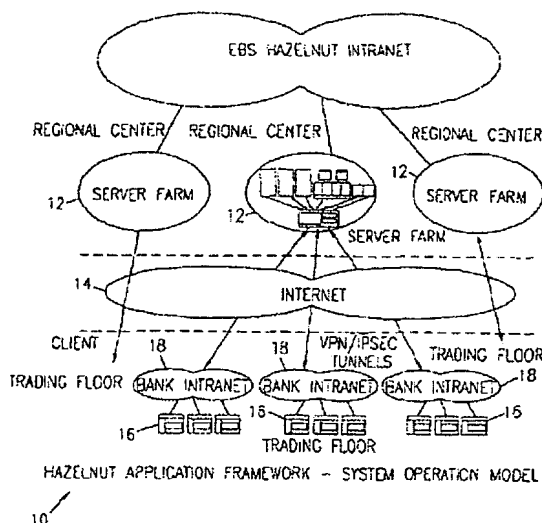 EBS HAZELNUT INTRANET
REGIONAL CENTER
REGIONAL CENTER
REGIONAL CENTER
12
SERVER FARM
12
SERVER FARM
12
SERVER FARM
14
INTERNET
CLIENT
VPN/IPSEC
TUNNELS
TRADING FLOOR
TRADING FLOOR
18
BANK INTRANET
18
BANK INTRANET
BANK INTRANET
18
16
16
16
TRADING FLOOR
HAZELNUT APPLICATION FRAMEWORK - SYSTEM OPERATION MODEL
10